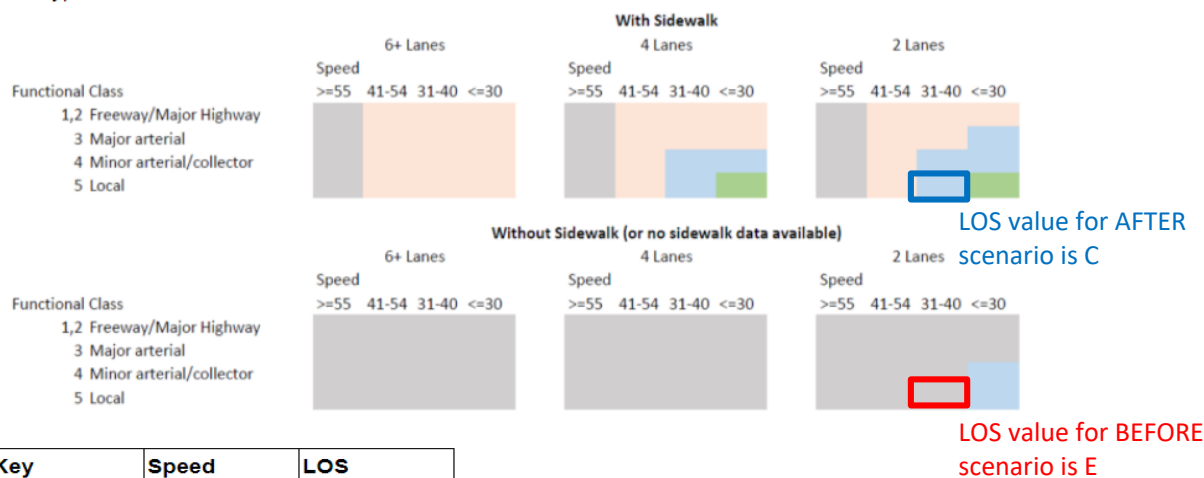 With Sidewalk
6+ Lanes 4 Lanes 2 Lanes
Speed Speed Speed
Functional Class >=55 41-54 31-40 <=30 >=55 41-54 31-40 <=30 >=55 41-54 31-40 <=30
1,2 Freeway/Major Highway
3 Major arterial
4 Minor arterial/collector
5 Local
LOS value for AFTER
scenario is C
Without Sidewalk (or no sidewalk data available)
6+ Lanes 4 Lanes 2 Lanes
Speed Speed Speed
Functional Class >=55 41-54 31-40 <=30 >=55 41-54 31-40 <=30 >=55 41-54 31-40 <=30
1,2 Freeway/Major Highway
3 Major arterial
4 Minor arterial/collector
5 Local
LOS value for BEFORE
scenario is E
Key Speed LOS